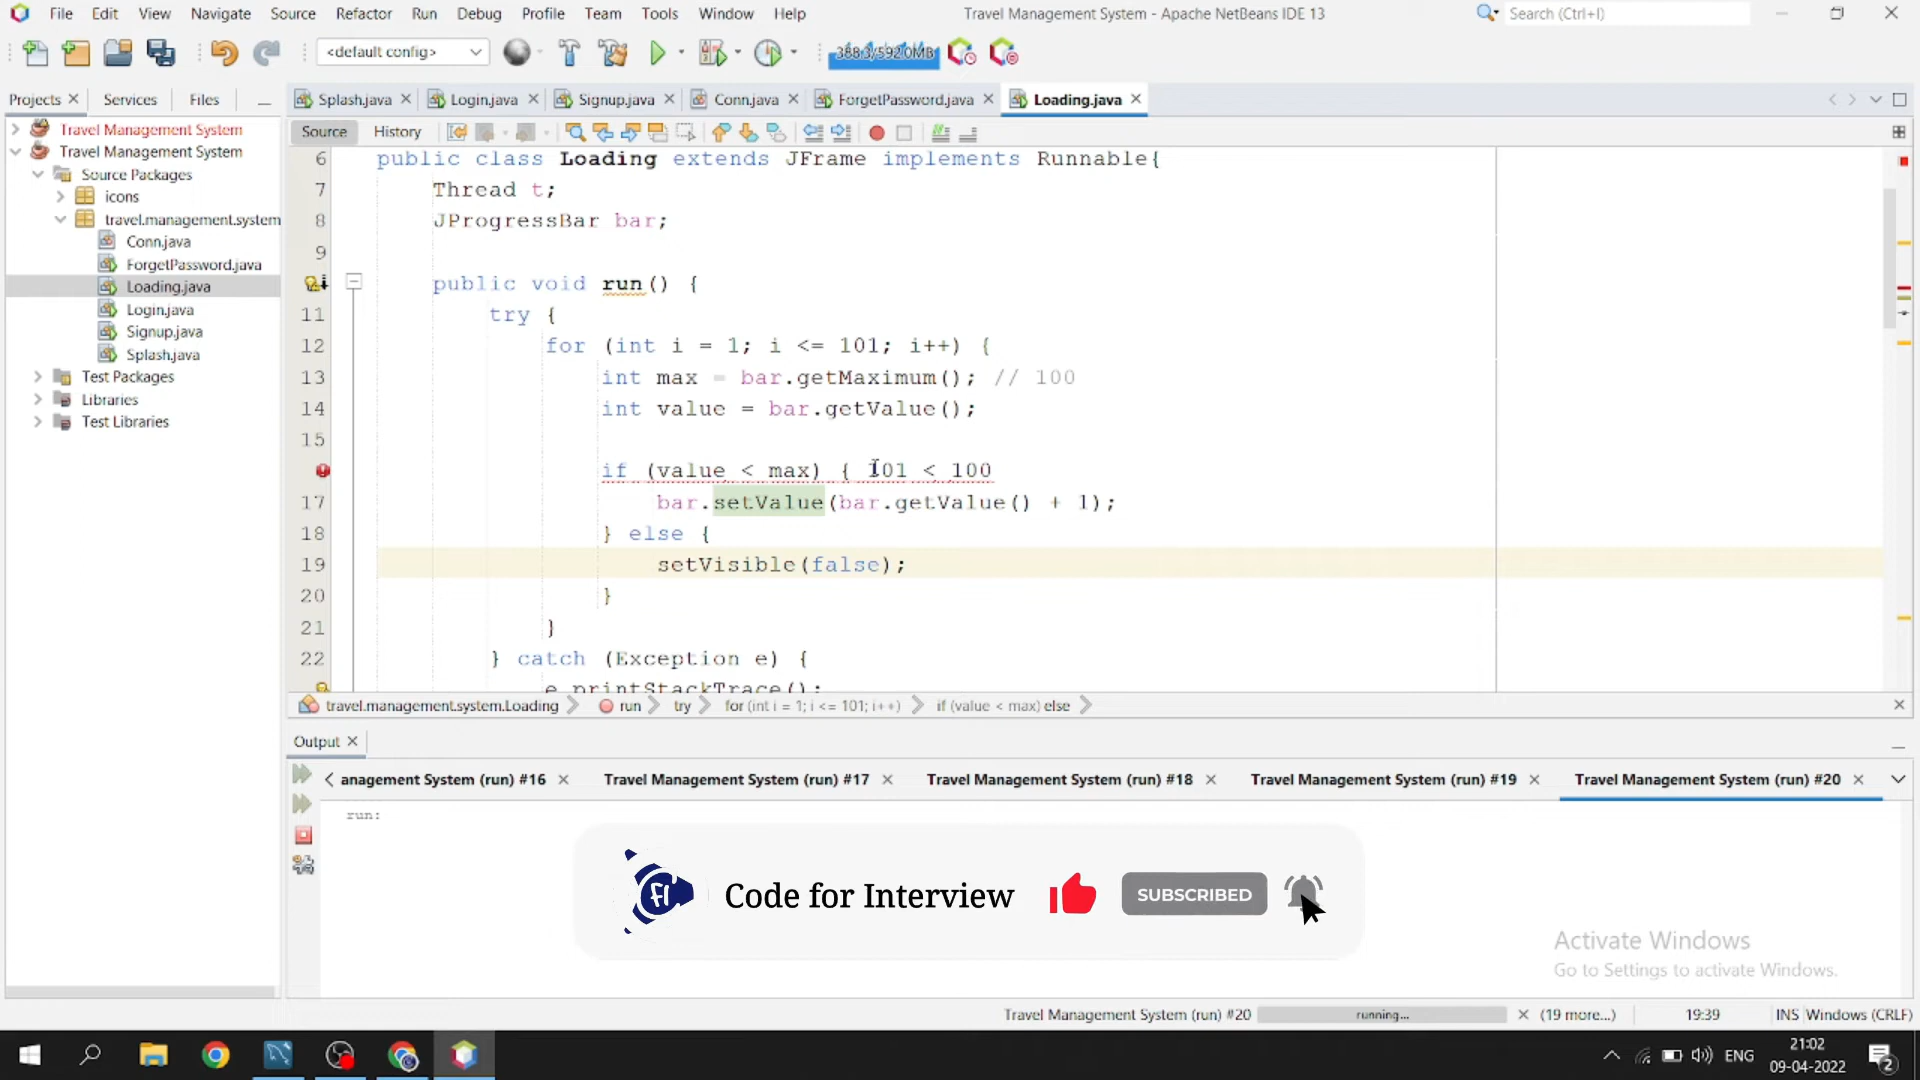 File Edit View Navigate Source Refactor Run Debug Profile Team Tools Window Help
Travel Management System - Apache NetBeans IDE 13
Search (Ctrl+I)
<default config>
388.3/592.0MB
Projects Services Files
Splash.java Login.java Signup.java Conn.java ForgetPassword.java Loading.java
Source History
Travel Management System
Travel Management System
Source Packages
icons
travel.management.system
Conn.java
ForgetPassword.java
Loading.java
Login.java
Signup.java
Splash.java
Test Packages
Libraries
Test Libraries
6 public class Loading extends JFrame implements Runnable{
7 Thread t;
8 JProgressBar bar;
9
public void run() {
11 try {
12 for (int i = 1; i <= 101; i++) {
13 int max = bar.getMaximum(); // 100
14 int value = bar.getValue();
15
if (value < max) { 101 < 100
17 bar.setValue(bar.getValue() + 1);
18 } else {
19 setVisible(false);
20 }
21 }
22 } catch (Exception e) {
e.printStackTrace();
travel.management.system.Loading run try for (int i = 1; i <= 101; i++) if (value < max) else
Output
anagement System (run) #16 Travel Management System (run) #17 Travel Management System (run) #18 Travel Management System (run) #19 Travel Management System (run) #20
run:
Code for Interview SUBSCRIBED
Activate Windows
Go to Settings to activate Windows.
Travel Management System (run) #20 running... (19 more...) 19:39 INS Windows (CRLF)
ENG
21:02
09-04-2022
2